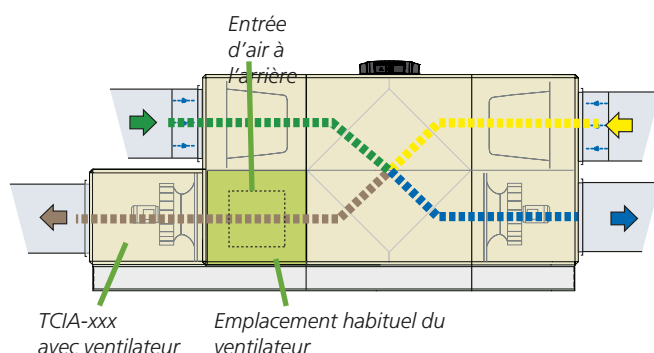 Entrée
d’air à
l’arrière
TCIA-xxx
avec ventilateur
Emplacement habituel du
ventilateur